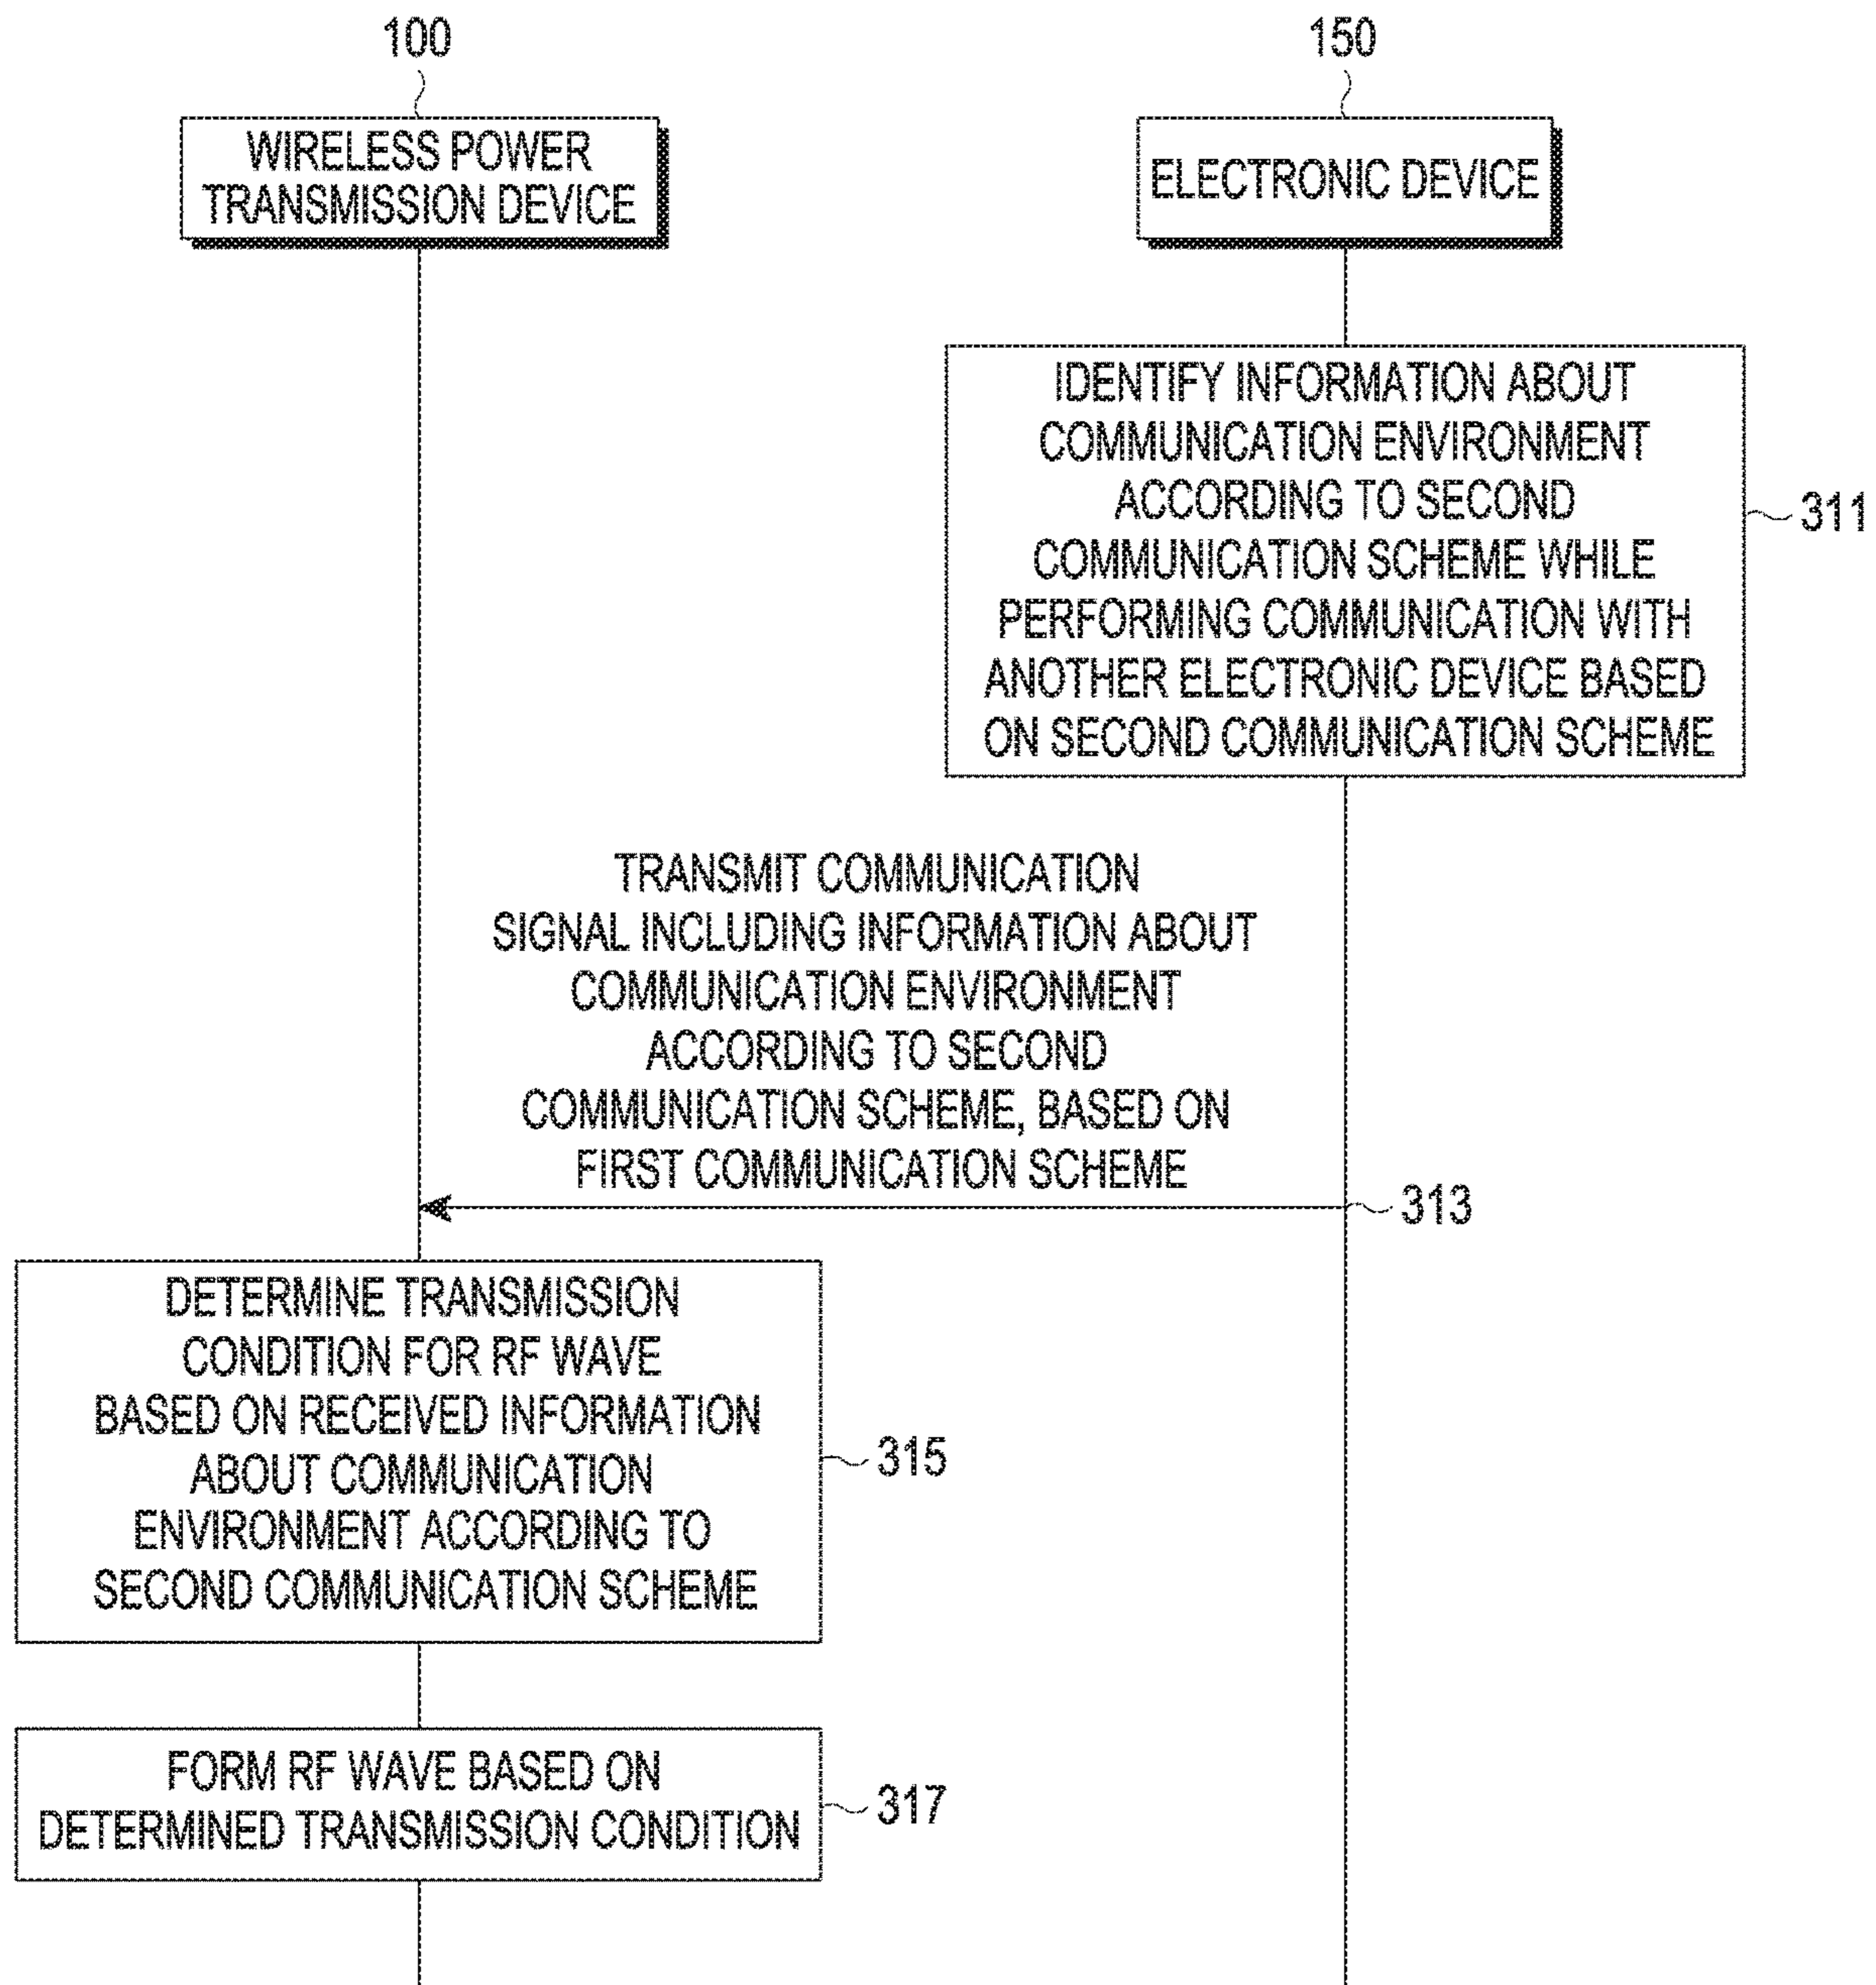 100
150
WIRELESS POWER
TRANSMISSION DEVICE
ELECTRONIC DEVICE
IDENTIFY INFORMATION ABOUT
COMMUNICATION ENVIRONMENT
ACCORDING TO SECOND
COMMUNICATION SCHEME WHILE
PERFORMING COMMUNICATION WITH
ANOTHER ELECTRONIC DEVICE BASED
ON SECOND COMMUNICATION SCHEME
311
TRANSMIT COMMUNICATION
SIGNAL INCLUDING INFORMATION ABOUT
COMMUNICATION ENVIRONMENT
ACCORDING TO SECOND
COMMUNICATION SCHEME, BASED ON
FIRST COMMUNICATION SCHEME
313
DETERMINE TRANSMISSION
CONDITION FOR RF WAVE
BASED ON RECEIVED INFORMATION
ABOUT COMMUNICATION
ENVIRONMENT ACCORDING TO
SECOND COMMUNICATION SCHEME
315
FORM RF WAVE BASED ON
DETERMINED TRANSMISSION CONDITION
317